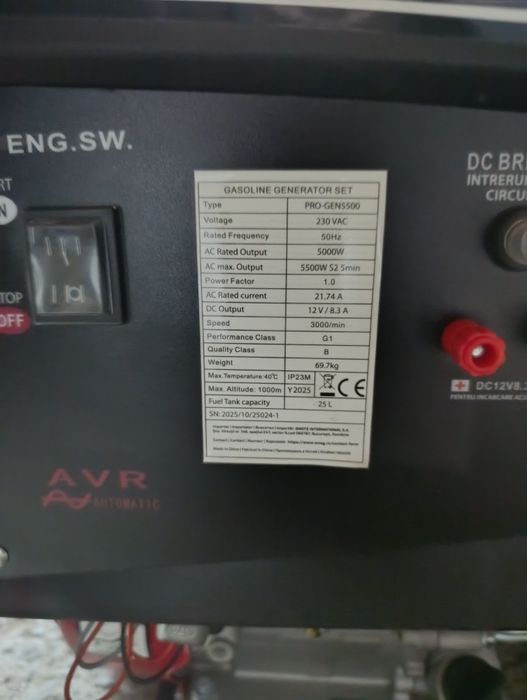 ENG.SW.
RT
N
TOP
OFF
GASOLINE GENERATOR SET
Type PRO-GEN5500
Voltage 230 VAC
Rated Frequency 50Hz
AC Rated Output 5000W
AC max. Output 5500W S2 5min
Power Factor 1.0
AC Rated current 21.74 A
DC Output 12V/8.3 A
Speed 3000/min
Performance Class G1
Quality Class B
Weight 69.7kg
Max.Temperature:40℃ IP23M
Max. Altitude: 1000m Y2025
CE
Fuel Tank capacity 25 L
SN: 2025/10/25024-1
DC BR
INTRERU
CIRCU
DC12V8.
PENTRU INCARCARE AC
AVR
AUTOMATIC